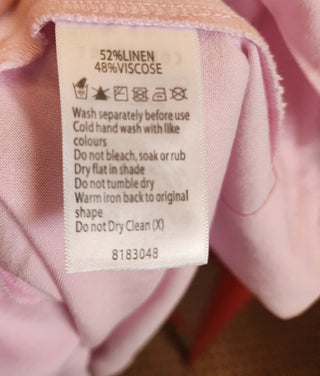 52%LINEN
48%VISCOSE
Wash separately before use
Cold hand wash with like
colours
Do not bleach, soak or rub
Dry flat in shade
Do not tumble dry
Warm iron back to original
shape
Do not Dry Clean (X)
8183048